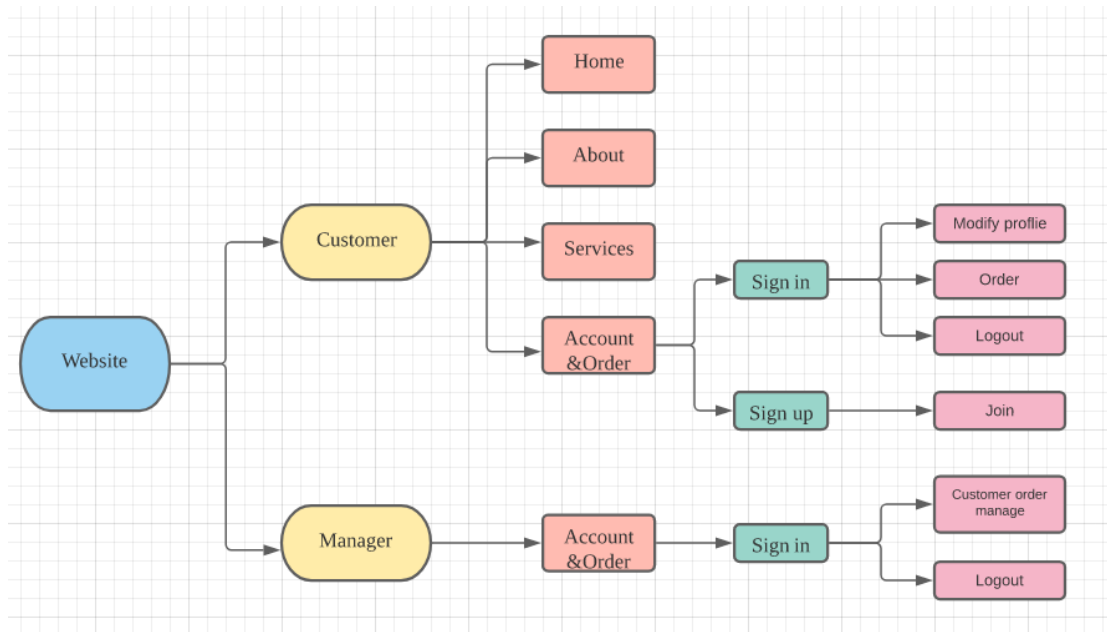 Home
About
Customer
Services
Modify proflie
Sign in
Order
Website
Account
&Order
Logout
Sign up
Join
Customer order
manage
Manager
Account
&Order
Sign in
Logout